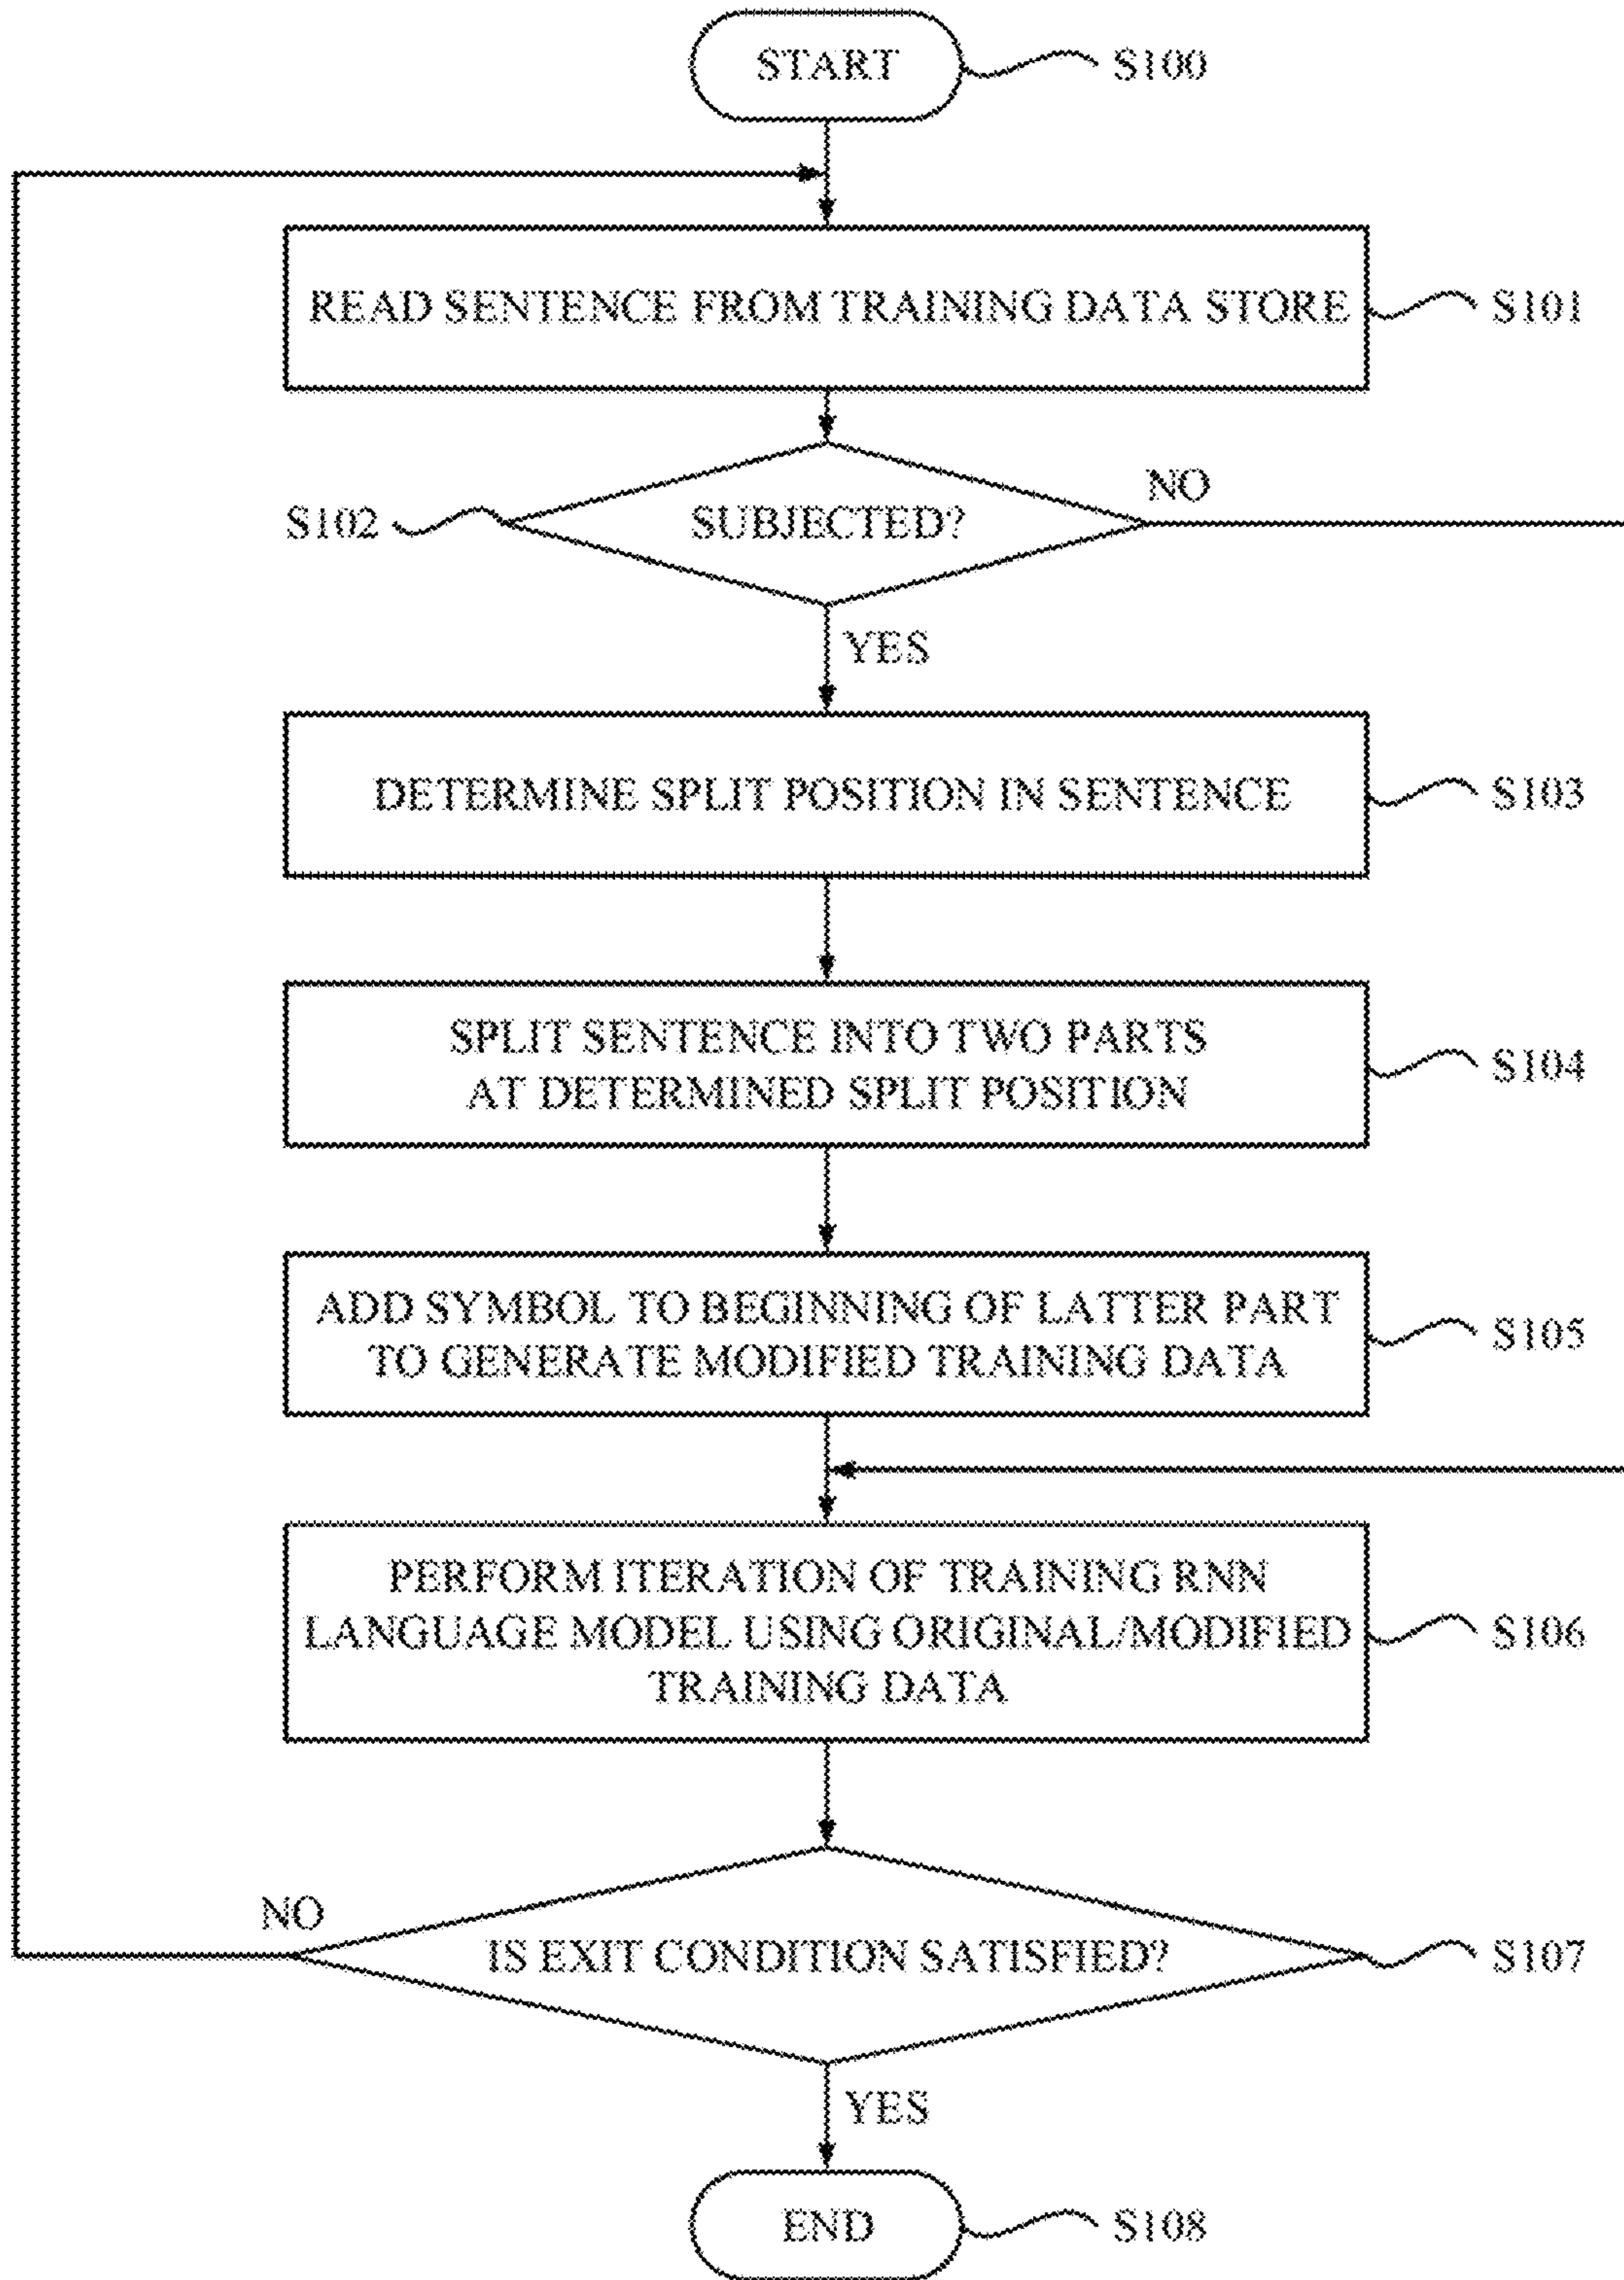 START
S100
READ SENTENCE FROM TRAINING DATA STORE
S101
NO
S102
SUBJECTED?
YES
DETERMINE SPLIT POSITION IN SENTENCE
S103
SPLIT SENTENCE INTO TWO PARTS
AT DETERMINED SPLIT POSITION
S104
ADD SYMBOL TO BEGINNING OF LATTER PART
TO GENERATE MODIFIED TRAINING DATA
S105
PERFORM ITERATION OF TRAINING RNN
LANGUAGE MODEL USING ORIGINAL/MODIFIED
TRAINING DATA
S106
NO
IS EXIT CONDITION SATISFIED?
S107
YES
END
S108